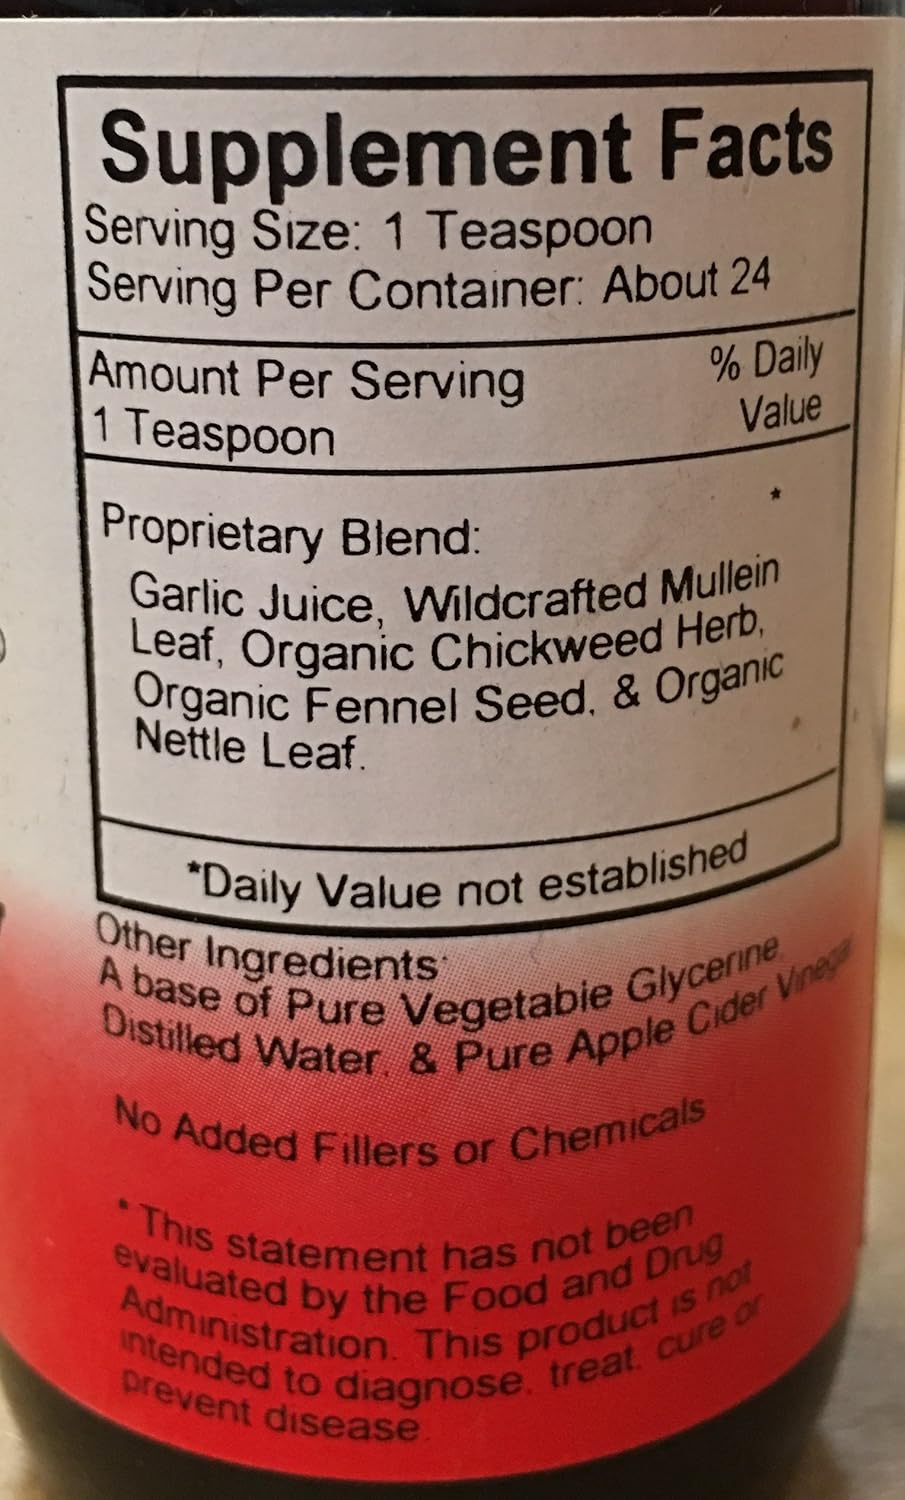 Supplement Facts
Serving Size: 1 Teaspoon
Serving Per Container: About 24
Amount Per Serving
1 Teaspoon
% Daily
Value
*
Proprietary Blend:
Garlic Juice, Wildcrafted Mullein
Leaf, Organic Chickweed Herb,
Organic Fennel Seed, & Organic
Nettle Leaf.
*Daily Value not established
Other Ingredients:
A base of Pure Vegetable Glycerine
Distilled Water, & Pure Apple Cider Vinegar
No Added Fillers or Chemicals
* This statement has not been
evaluated by the Food and Drug
Administration. This product is not
intended to diagnose, treat, cure or
prevent disease.